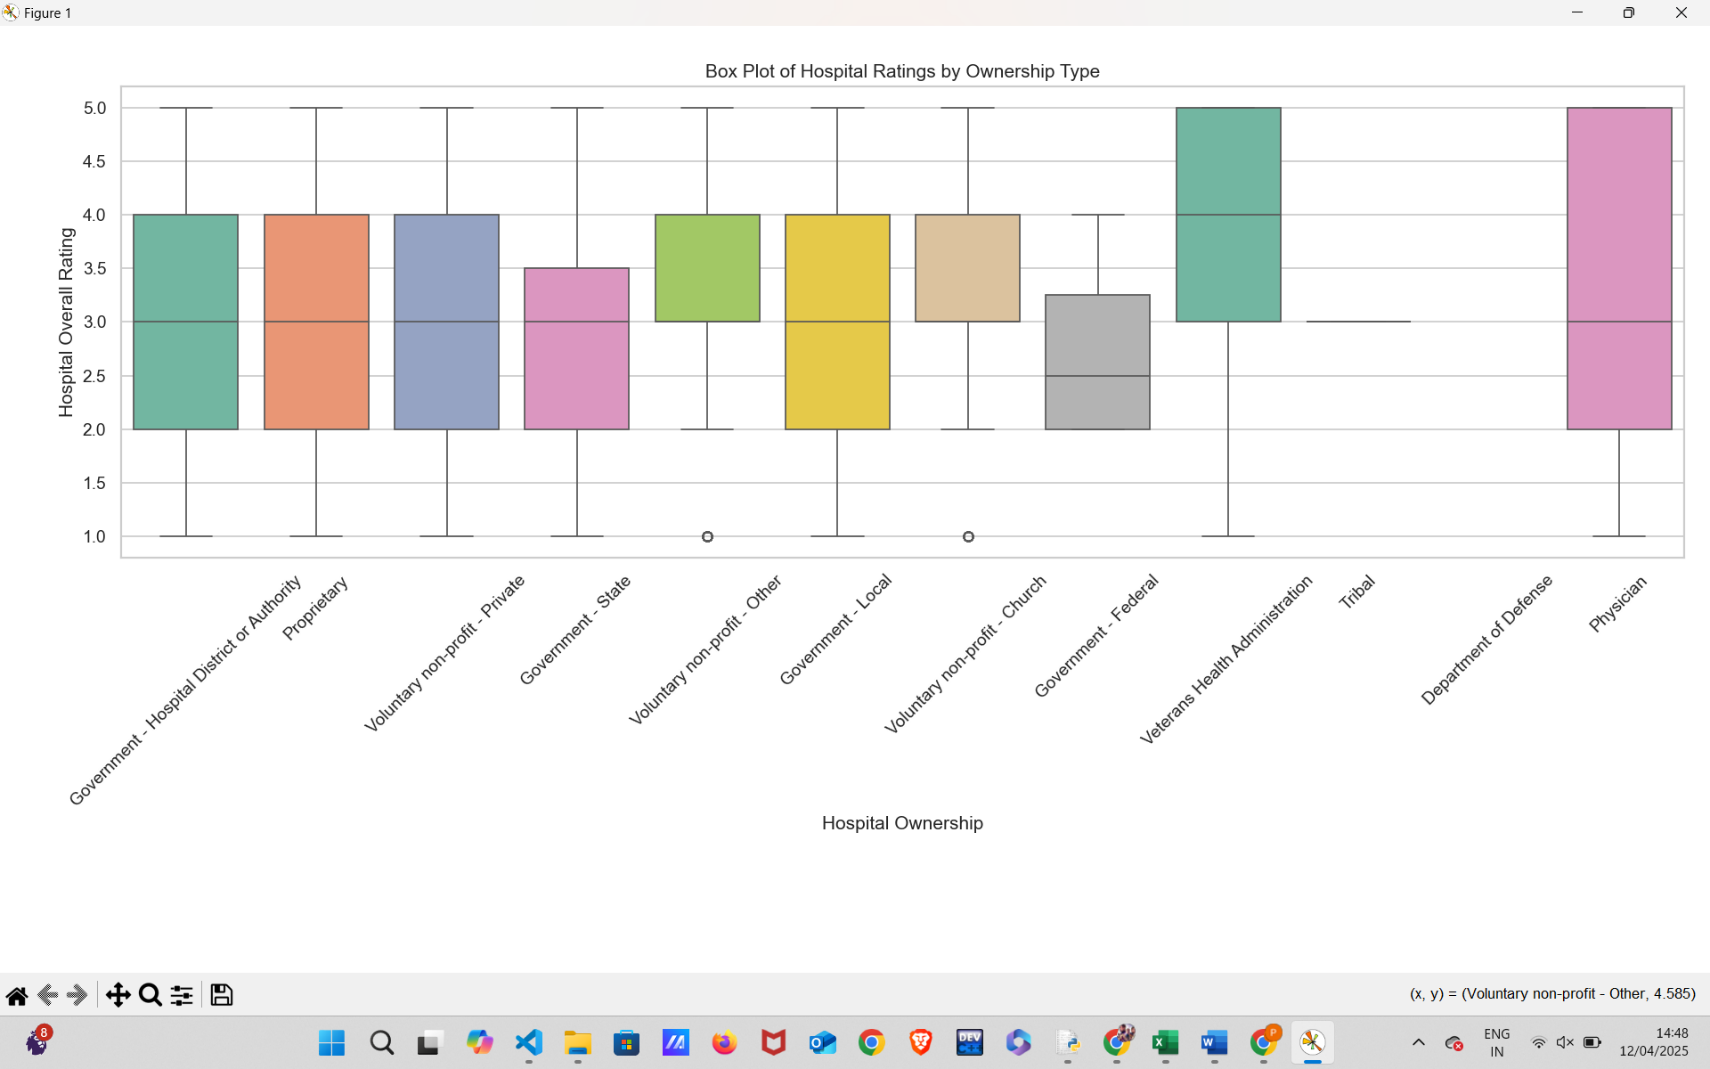 Figure 1
Box Plot of Hospital Ratings by Ownership Type
Hospital Overall Rating
5.0
4.5
4.0
3.5
3.0
2.5
2.0
1.5
1.0
Government - Hospital District or Authority
Proprietary
Voluntary non-profit - Private
Government - State
Voluntary non-profit - Other
Government - Local
Voluntary non-profit - Church
Government - Federal
Veterans Health Administration
Tribal
Department of Defense
Physician
Hospital Ownership
(x, y) = (Voluntary non-profit - Other, 4.585)
8
DEV
P
ENG
IN
14:48
12/04/2025